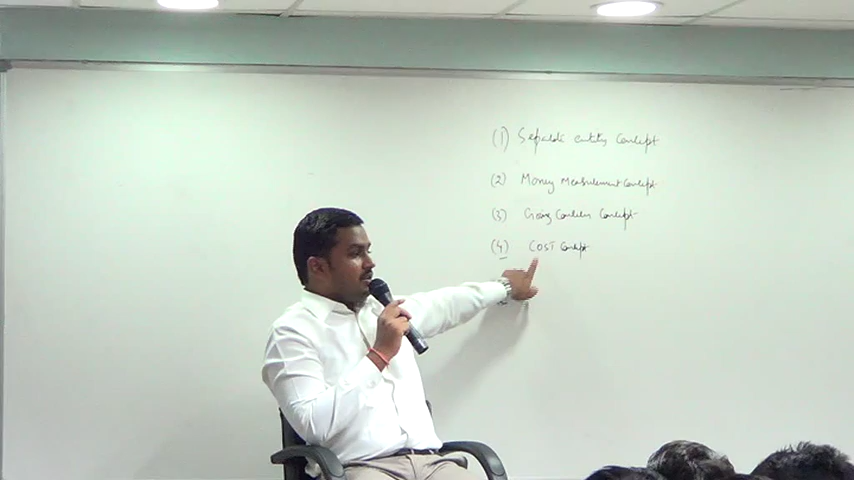 (1) Separate entity Concept
(2) Money Measurement Concept
(3) Going Concern Concept
(4) COST Concept